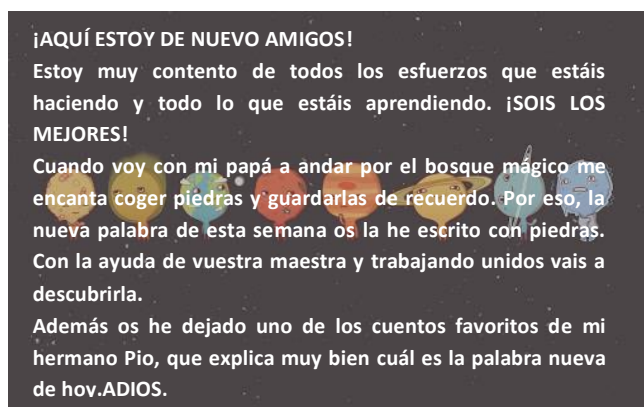 ¡AQUÍ ESTOY DE NUEVO AMIGOS!
Estoy muy contento de todos los esfuerzos que estáis
haciendo y todo lo que estáis aprendiendo. ¡SOIS LOS
MEJORES!
Cuando voy con mi papá a andar por el bosque mágico me
encanta coger piedras y guardarlas de recuerdo. Por eso, la
nueva palabra de esta semana os la he escrito con piedras.
Con la ayuda de vuestra maestra y trabajando unidos vais a
descubrirla.
Además os he dejado uno de los cuentos favoritos de mi
hermano Pio, que explica muy bien cuál es la palabra nueva
de hoy.ADIOS.